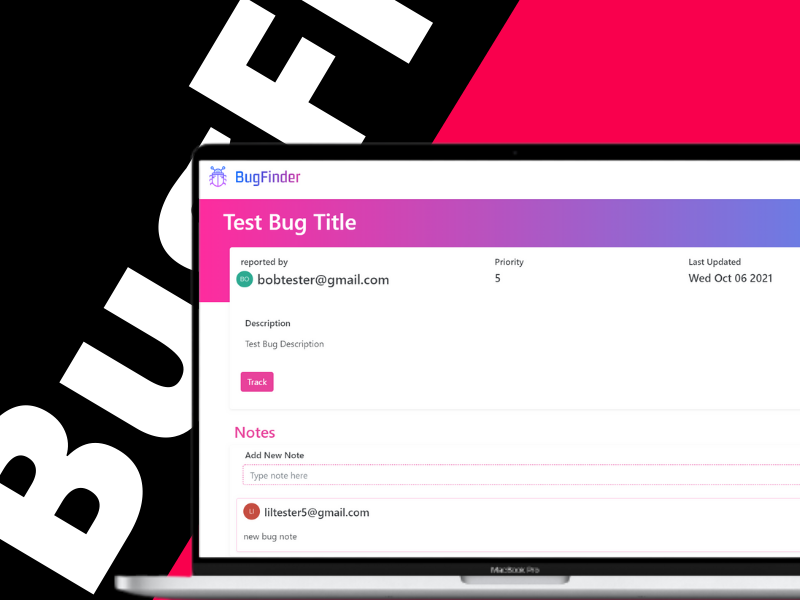 BUGFI
BugFinder
Test Bug Title
reported by
Priority
Last Updated
BO
bobtester@gmail.com
5
Wed Oct 06 2021
Description
Test Bug Description
Track
Notes
Add New Note
Type note here
LI
liltester5@gmail.com
new bug note
MacBook Pro